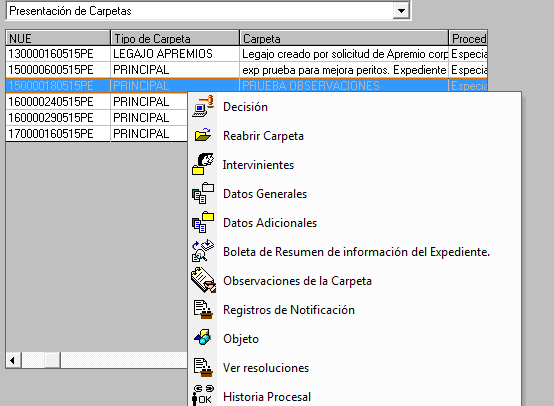 Presentación de Carpetas
NUE Tipo de Carpeta Carpeta Proced
130000160515PE LEGAJO APREMIOS Legajo creado por solicitud de Apremio corp Especia
150000600515PE PRINCIPAL exp prueba para mejora peritos. Expediente Especia
150000180515PE PRINCIPAL PRUEBA OBSERVACIONES Especia
160000240515PE PRINCIPAL
160000290515PE PRINCIPAL
170000160515PE PRINCIPAL
Decisión
Reabrir Carpeta
Intervinientes
Datos Generales
Datos Adicionales
Boleta de Resumen de información del Expediente.
Observaciones de la Carpeta
Registros de Notificación
Objeto
Ver resoluciones
OK Historia Procesal